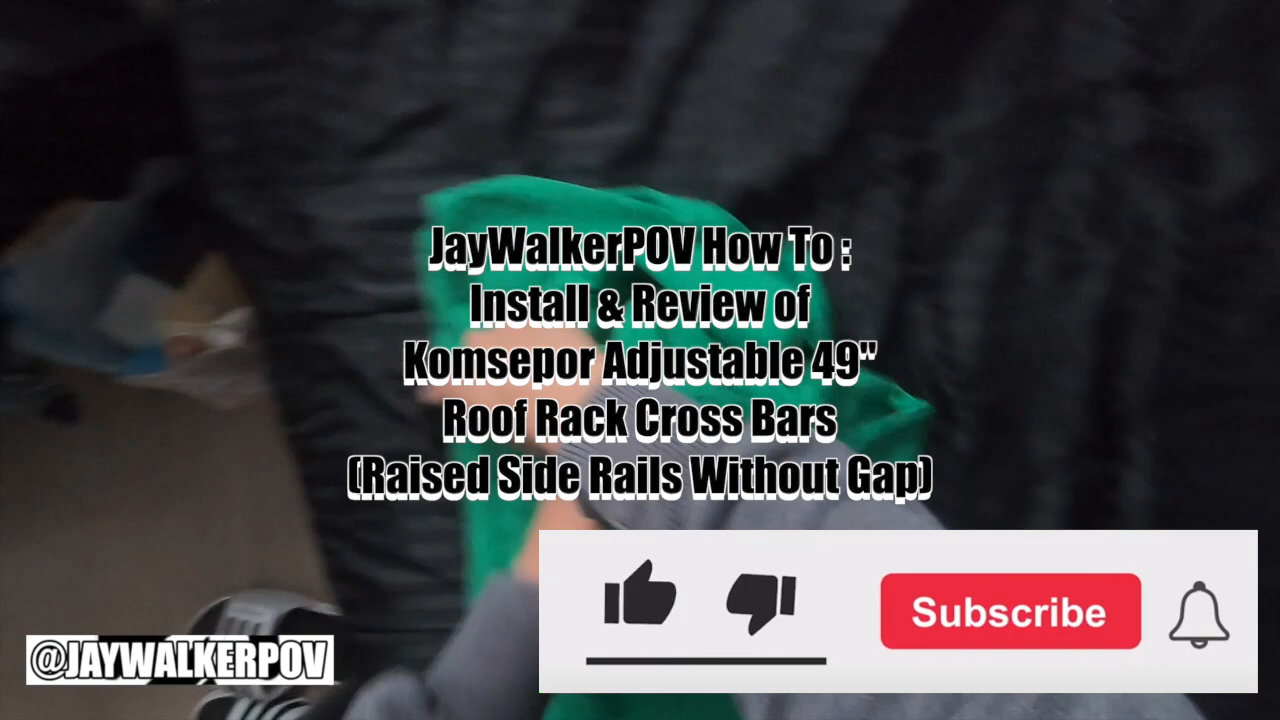 JayWalkerPOV How To :
Install & Review of
Komsepor Adjustable 49"
Roof Rack Cross Bars
(Raised Side Rails Without Gap)
Subscribe
@JAYWALKERPOV